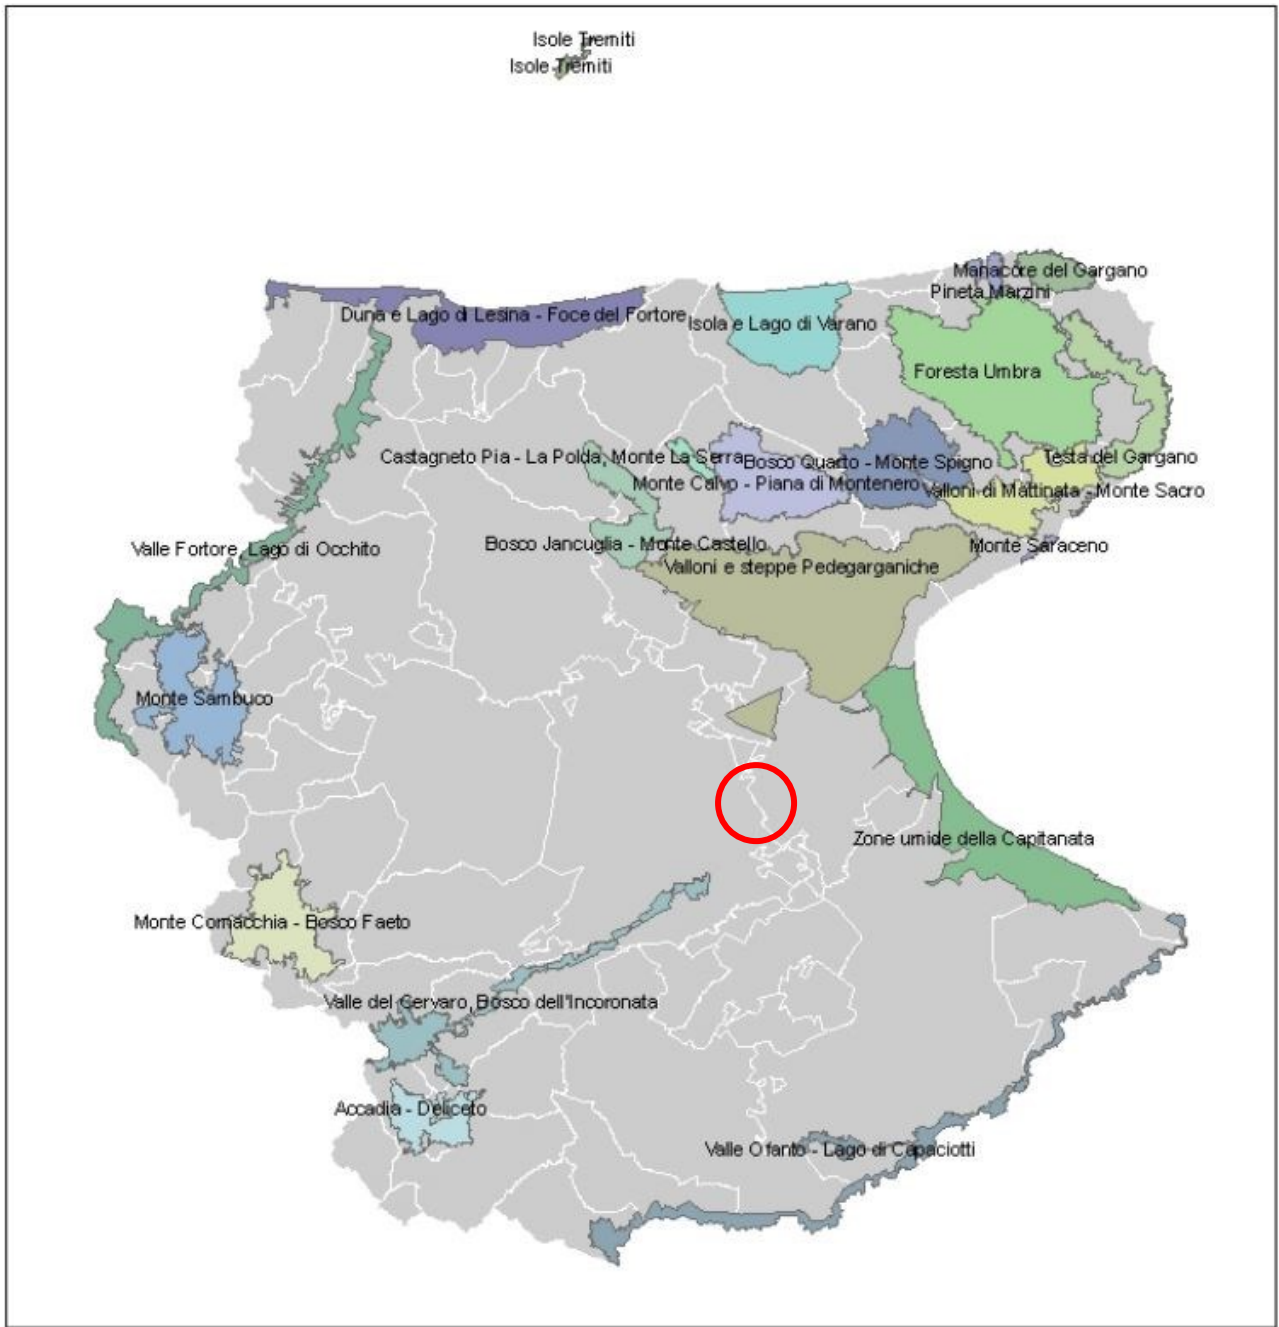 Isole Tremiti
Isole Tremiti
Manacore del Gargano
Pineta Marzini
Duna e Lago di Lesina - Foce del Fortore
Isola e Lago di Varano
Foresta Umbra
Castagneto Pia - La Polda, Monte La Serra
Bosco Quarto - Monte Spigno
Testa del Gargano
Monte Calvo - Piana di Montenero
Valloni di Mattinata - Monte Sacro
Valle Fortore, Lago di Occhito
Bosco Jancuglia - Monte Castello
Monte Saraceno
Valloni e steppe Pedegarganiche
Monte Sambuco
Zone umide della Capitanata
Monte Cornacchia - Bosco Faeto
Valle del Cervaro, Bosco dell'Incoronata
Accadia - Deliceto
Valle Ofanto - Lago di Capaciotti